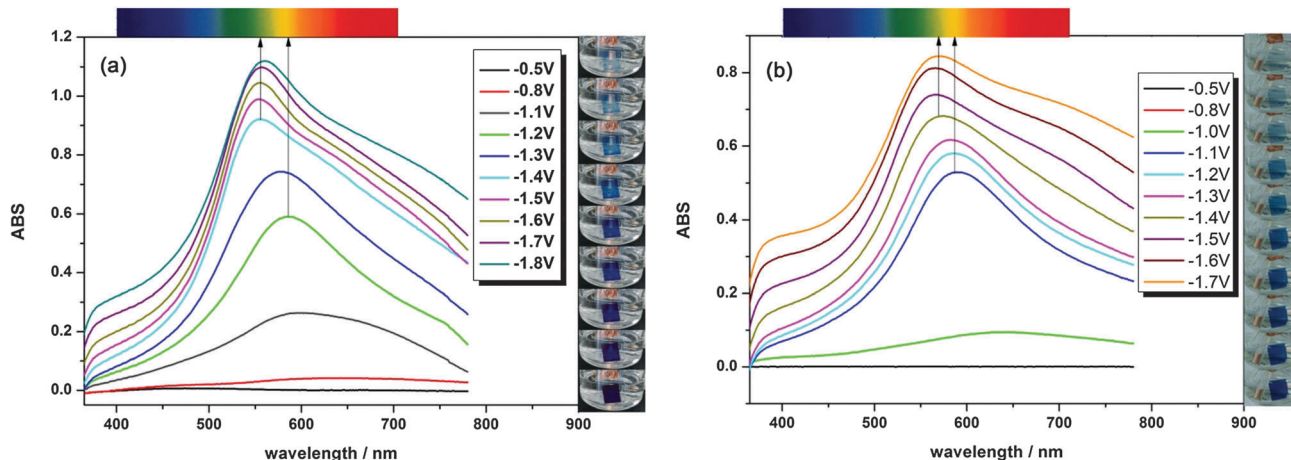 (a)
ABS
1.2
1.0
0.8
0.6
0.4
0.2
0.0
400 500 600 700 800 900
wavelength / nm
-0.5V
-0.8V
-1.1V
-1.2V
-1.3V
-1.4V
-1.5V
-1.6V
-1.7V
-1.8V
(b)
ABS
0.8
0.6
0.4
0.2
0.0
400 500 600 700 800 900
wavelength / nm
-0.5V
-0.8V
-1.0V
-1.1V
-1.2V
-1.3V
-1.4V
-1.5V
-1.6V
-1.7V